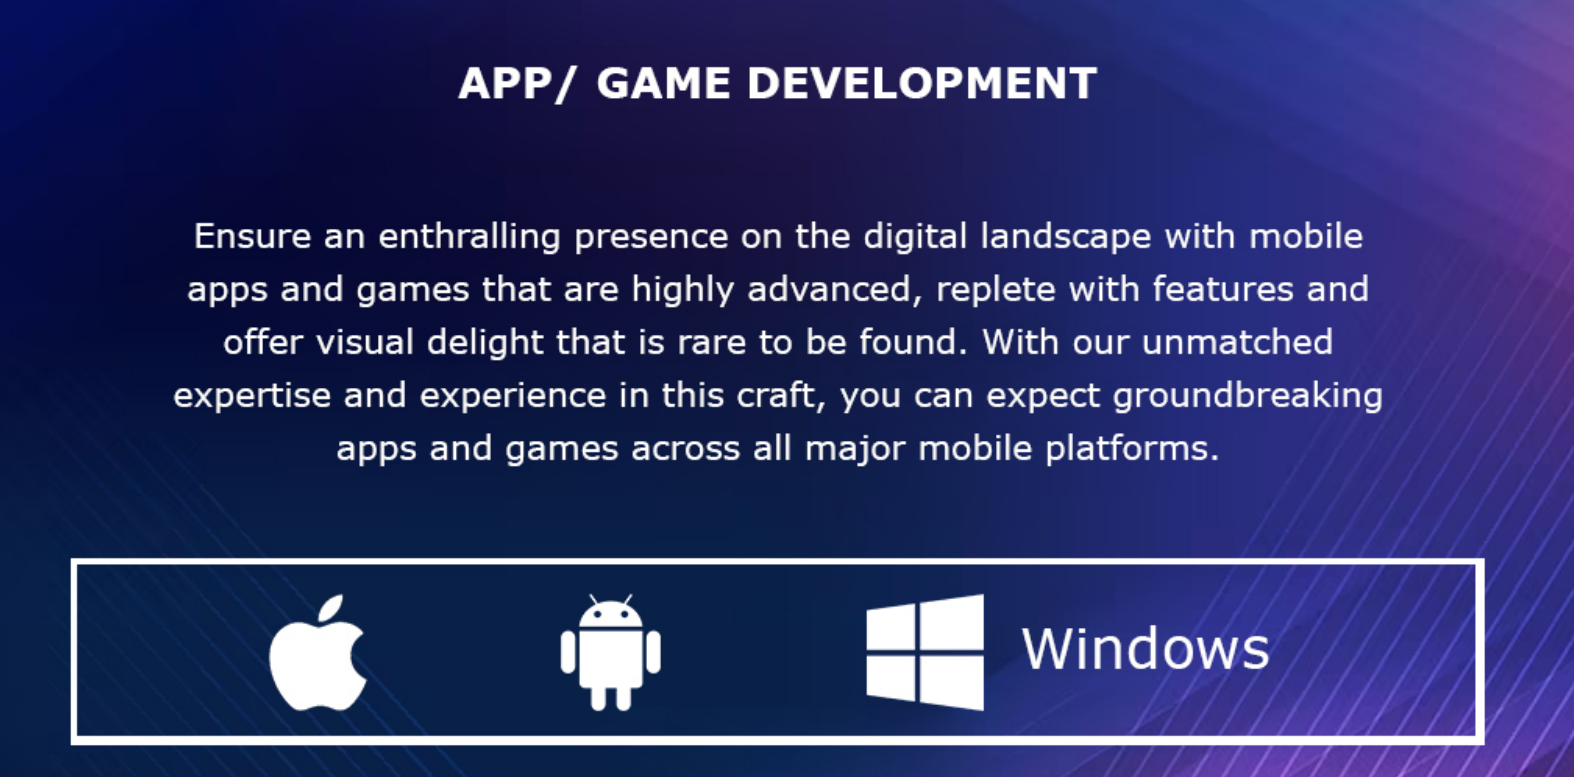 APP/ GAME DEVELOPMENT
Ensure an enthralling presence on the digital landscape with mobile
apps and games that are highly advanced, replete with features and
offer visual delight that is rare to be found. With our unmatched
expertise and experience in this craft, you can expect groundbreaking
apps and games across all major mobile platforms.
Windows